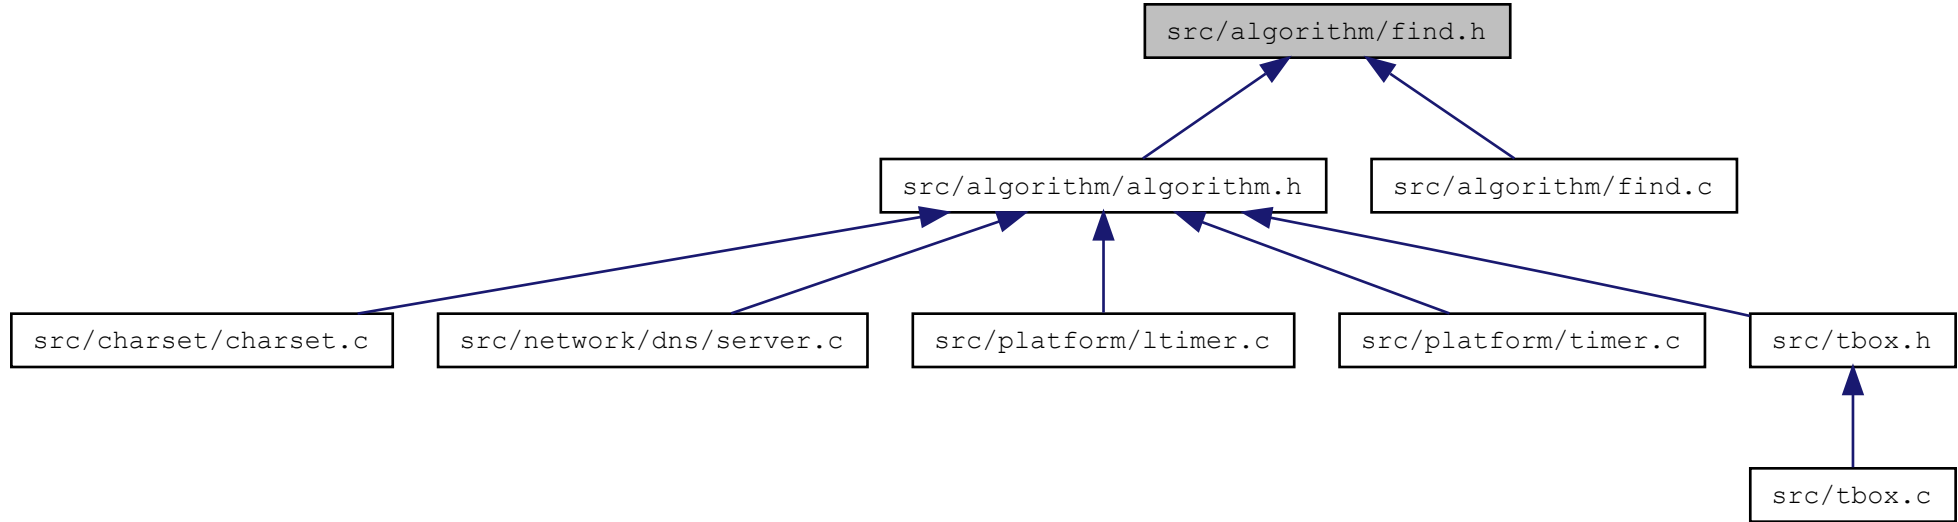 src/algorithm/find.h
src/algorithm/algorithm.h
src/algorithm/find.c
src/charset/charset.c
src/network/dns/server.c
src/platform/ltimer.c
src/platform/timer.c
src/tbox.h
src/tbox.c